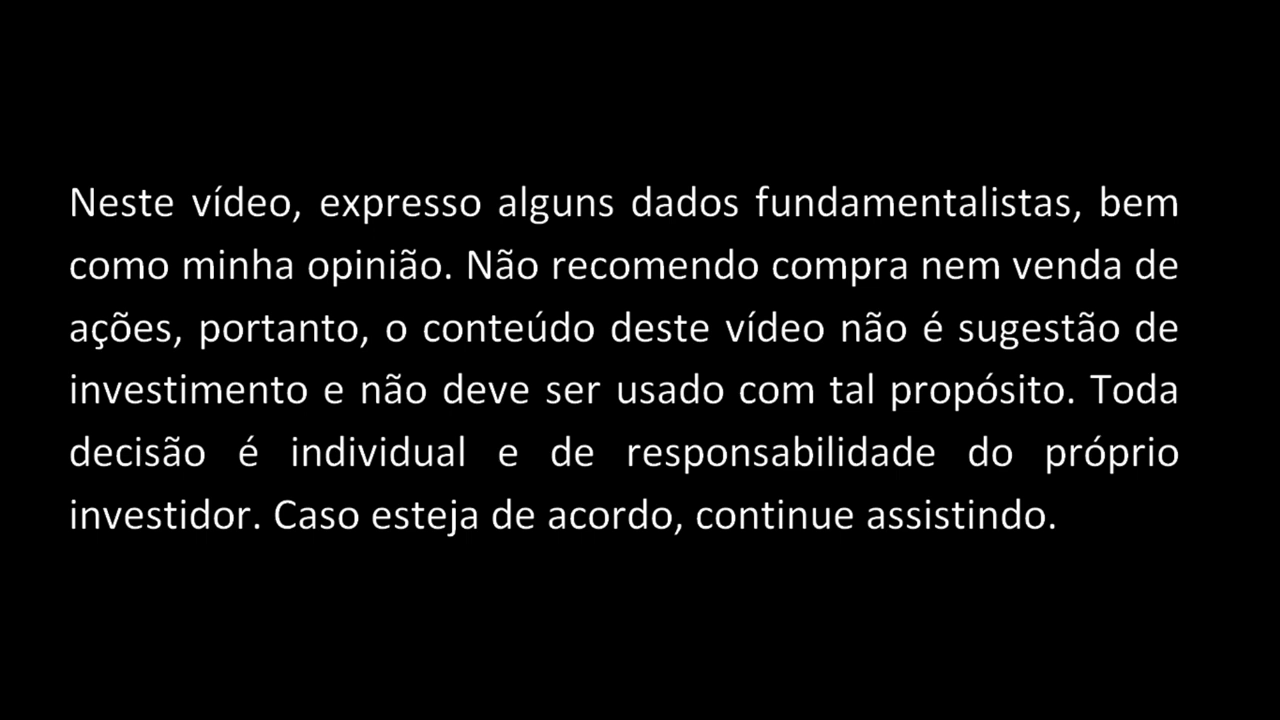 Neste vídeo, expresso alguns dados fundamentalistas, bem
como minha opinião. Não recomendo compra nem venda de
ações, portanto, o conteúdo deste vídeo não é sugestão de
investimento e não deve ser usado com tal propósito. Toda
decisão é individual e de responsabilidade do próprio
investidor. Caso esteja de acordo, continue assistindo.